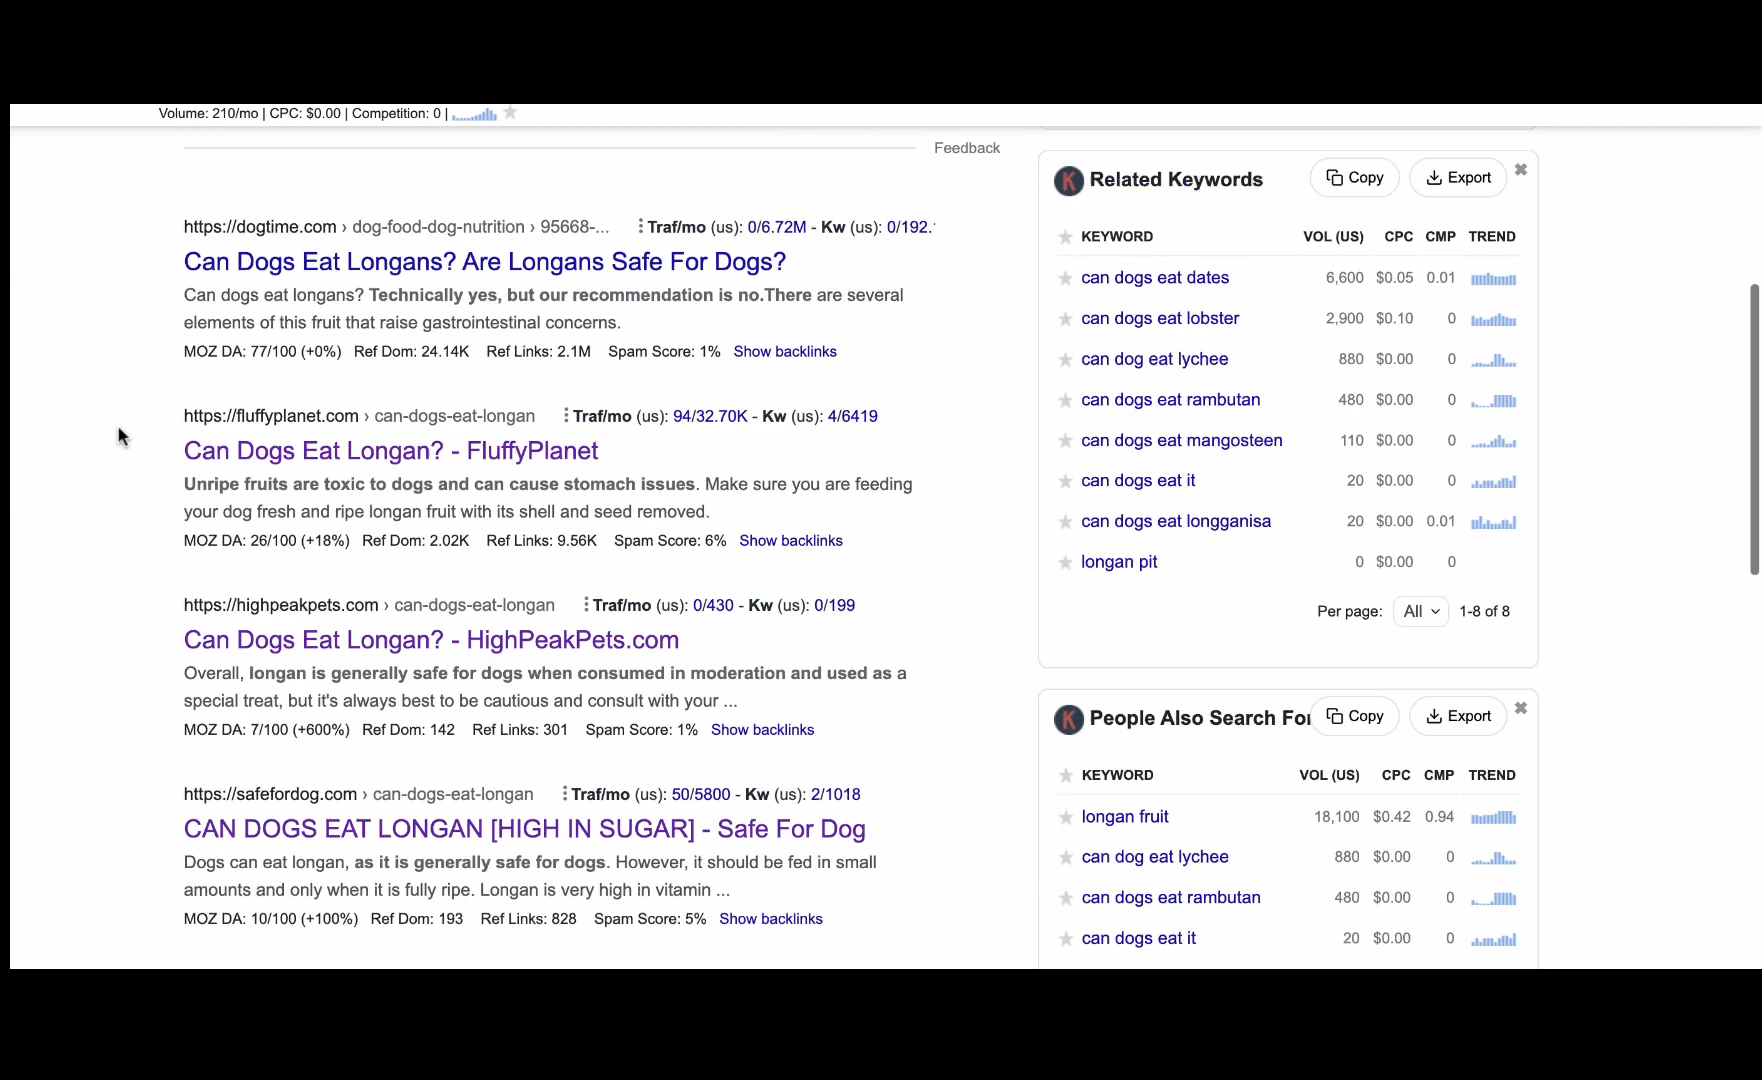 Volume: 210/mo | CPC: $0.00 | Competition: 0 |
Feedback
https://dogtime.com › dog-food-dog-nutrition › 95668-... Traf/mo (us): 0/6.72M - Kw (us): 0/192.
Can Dogs Eat Longans? Are Longans Safe For Dogs?
Can dogs eat longans? Technically yes, but our recommendation is no.There are several
elements of this fruit that raise gastrointestinal concerns.
MOZ DA: 77/100 (+0%) Ref Dom: 24.14K Ref Links: 2.1M Spam Score: 1% Show backlinks
https://fluffyplanet.com › can-dogs-eat-longan Traf/mo (us): 94/32.70K - Kw (us): 4/6419
Can Dogs Eat Longan? - FluffyPlanet
Unripe fruits are toxic to dogs and can cause stomach issues. Make sure you are feeding
your dog fresh and ripe longan fruit with its shell and seed removed.
MOZ DA: 26/100 (+18%) Ref Dom: 2.02K Ref Links: 9.56K Spam Score: 6% Show backlinks
https://highpeakpets.com › can-dogs-eat-longan Traf/mo (us): 0/430 - Kw (us): 0/199
Can Dogs Eat Longan? - HighPeakPets.com
Overall, longan is generally safe for dogs when consumed in moderation and used as a
special treat, but it's always best to be cautious and consult with your ...
MOZ DA: 7/100 (+600%) Ref Dom: 142 Ref Links: 301 Spam Score: 1% Show backlinks
https://safefordog.com › can-dogs-eat-longan Traf/mo (us): 50/5800 - Kw (us): 2/1018
CAN DOGS EAT LONGAN [HIGH IN SUGAR] - Safe For Dog
Dogs can eat longan, as it is generally safe for dogs. However, it should be fed in small
amounts and only when it is fully ripe. Longan is very high in vitamin ...
MOZ DA: 10/100 (+100%) Ref Dom: 193 Ref Links: 828 Spam Score: 5% Show backlinks
K Related Keywords Copy Export
KEYWORD VOL (US) CPC CMP TREND
can dogs eat dates 6,600 $0.05 0.01
can dogs eat lobster 2,900 $0.10 0
can dog eat lychee 880 $0.00 0
can dogs eat rambutan 480 $0.00 0
can dogs eat mangosteen 110 $0.00 0
can dogs eat it 20 $0.00 0
can dogs eat longganisa 20 $0.00 0.01
longan pit 0 $0.00 0
Per page: All 1-8 of 8
K People Also Search For Copy Export
KEYWORD VOL (US) CPC CMP TREND
longan fruit 18,100 $0.42 0.94
can dog eat lychee 880 $0.00 0
can dogs eat rambutan 480 $0.00 0
can dogs eat it 20 $0.00 0